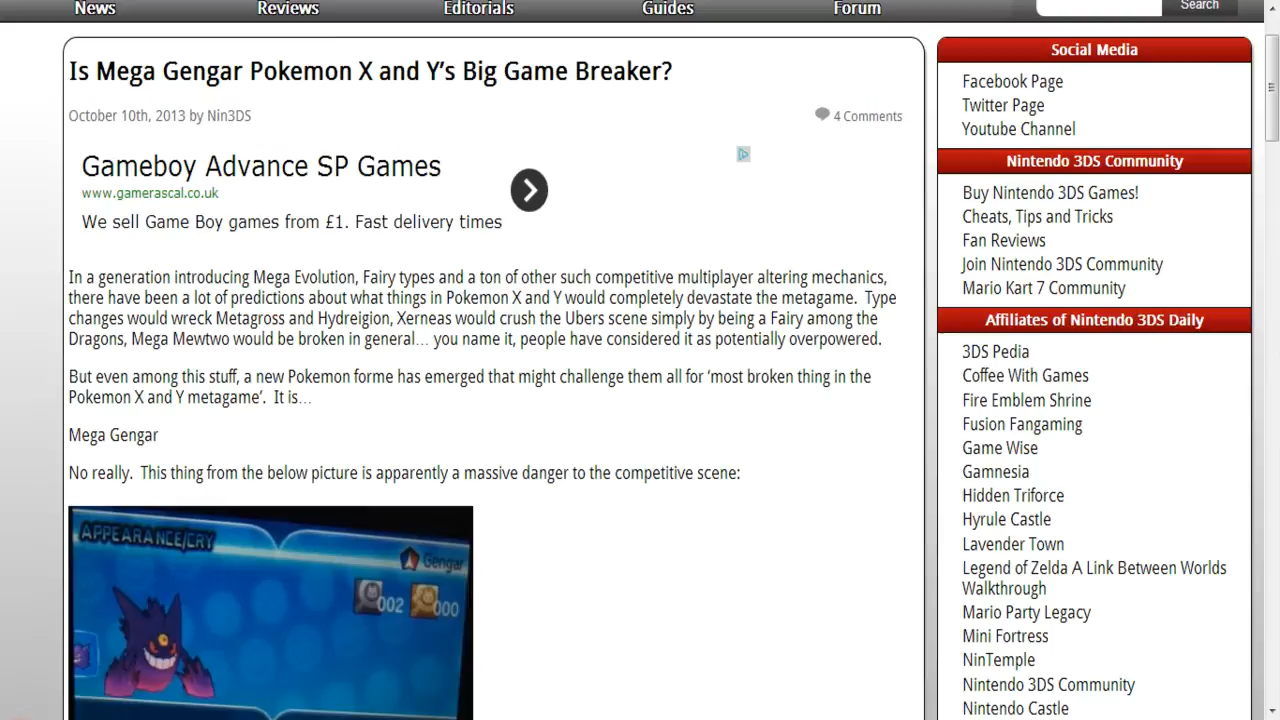 News Reviews Editorials Guides Forum Search
Is Mega Gengar Pokemon X and Y’s Big Game Breaker?
October 10th, 2013 by Nin3DS
4 Comments
Gameboy Advance SP Games
www.gamerascal.co.uk
We sell Game Boy games from £1. Fast delivery times
In a generation introducing Mega Evolution, Fairy types and a ton of other such competitive multiplayer altering mechanics,
there have been a lot of predictions about what things in Pokemon X and Y would completely devastate the metagame. Type
changes would wreck Metagross and Hydreigion, Xerneas would crush the Ubers scene simply by being a Fairy among the
Dragons, Mega Mewtwo would be broken in general… you name it, people have considered it as potentially overpowered.
But even among this stuff, a new Pokemon forme has emerged that might challenge them all for ‘most broken thing in the
Pokemon X and Y metagame’. It is…
Mega Gengar
No really. This thing from the below picture is apparently a massive danger to the competitive scene:
APPEARANCE/CRY
Gengar
002
000
Social Media
Facebook Page
Twitter Page
Youtube Channel
Nintendo 3DS Community
Buy Nintendo 3DS Games!
Cheats, Tips and Tricks
Fan Reviews
Join Nintendo 3DS Community
Mario Kart 7 Community
Affiliates of Nintendo 3DS Daily
3DS Pedia
Coffee With Games
Fire Emblem Shrine
Fusion Fangaming
Game Wise
Gamnesia
Hidden Triforce
Hyrule Castle
Lavender Town
Legend of Zelda A Link Between Worlds
Walkthrough
Mario Party Legacy
Mini Fortress
NinTemple
Nintendo 3DS Community
Nintendo Castle